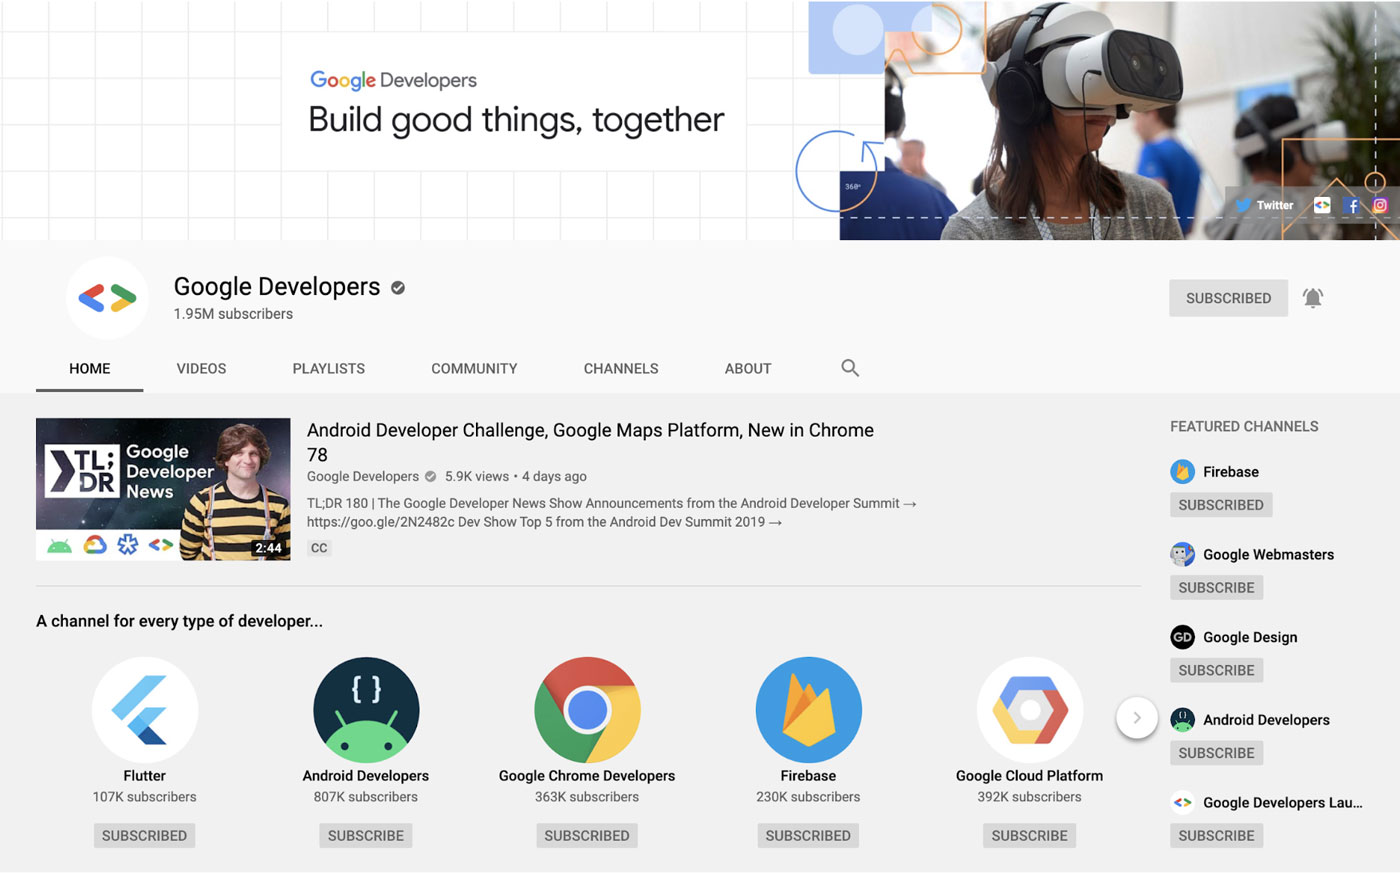 Google Developers
Build good things, together
360°
Twitter
Google Developers
1.95M subscribers
SUBSCRIBED
HOME
VIDEOS
PLAYLISTS
COMMUNITY
CHANNELS
ABOUT
TL;
DR
Google
Developer
News
2:44
Android Developer Challenge, Google Maps Platform, New in Chrome
78
Google Developers 5.9K views • 4 days ago
TL;DR 180 | The Google Developer News Show Announcements from the Android Developer Summit →
https://goo.gle/2N2482c Dev Show Top 5 from the Android Dev Summit 2019 →
CC
A channel for every type of developer...
Flutter
107K subscribers
SUBSCRIBED
{ }
Android Developers
807K subscribers
SUBSCRIBE
Google Chrome Developers
363K subscribers
SUBSCRIBED
Firebase
230K subscribers
SUBSCRIBED
Google Cloud Platform
392K subscribers
SUBSCRIBE
FEATURED CHANNELS
Firebase
SUBSCRIBED
Google Webmasters
SUBSCRIBE
GD
Google Design
SUBSCRIBE
Android Developers
SUBSCRIBE
Google Developers Lau...
SUBSCRIBE